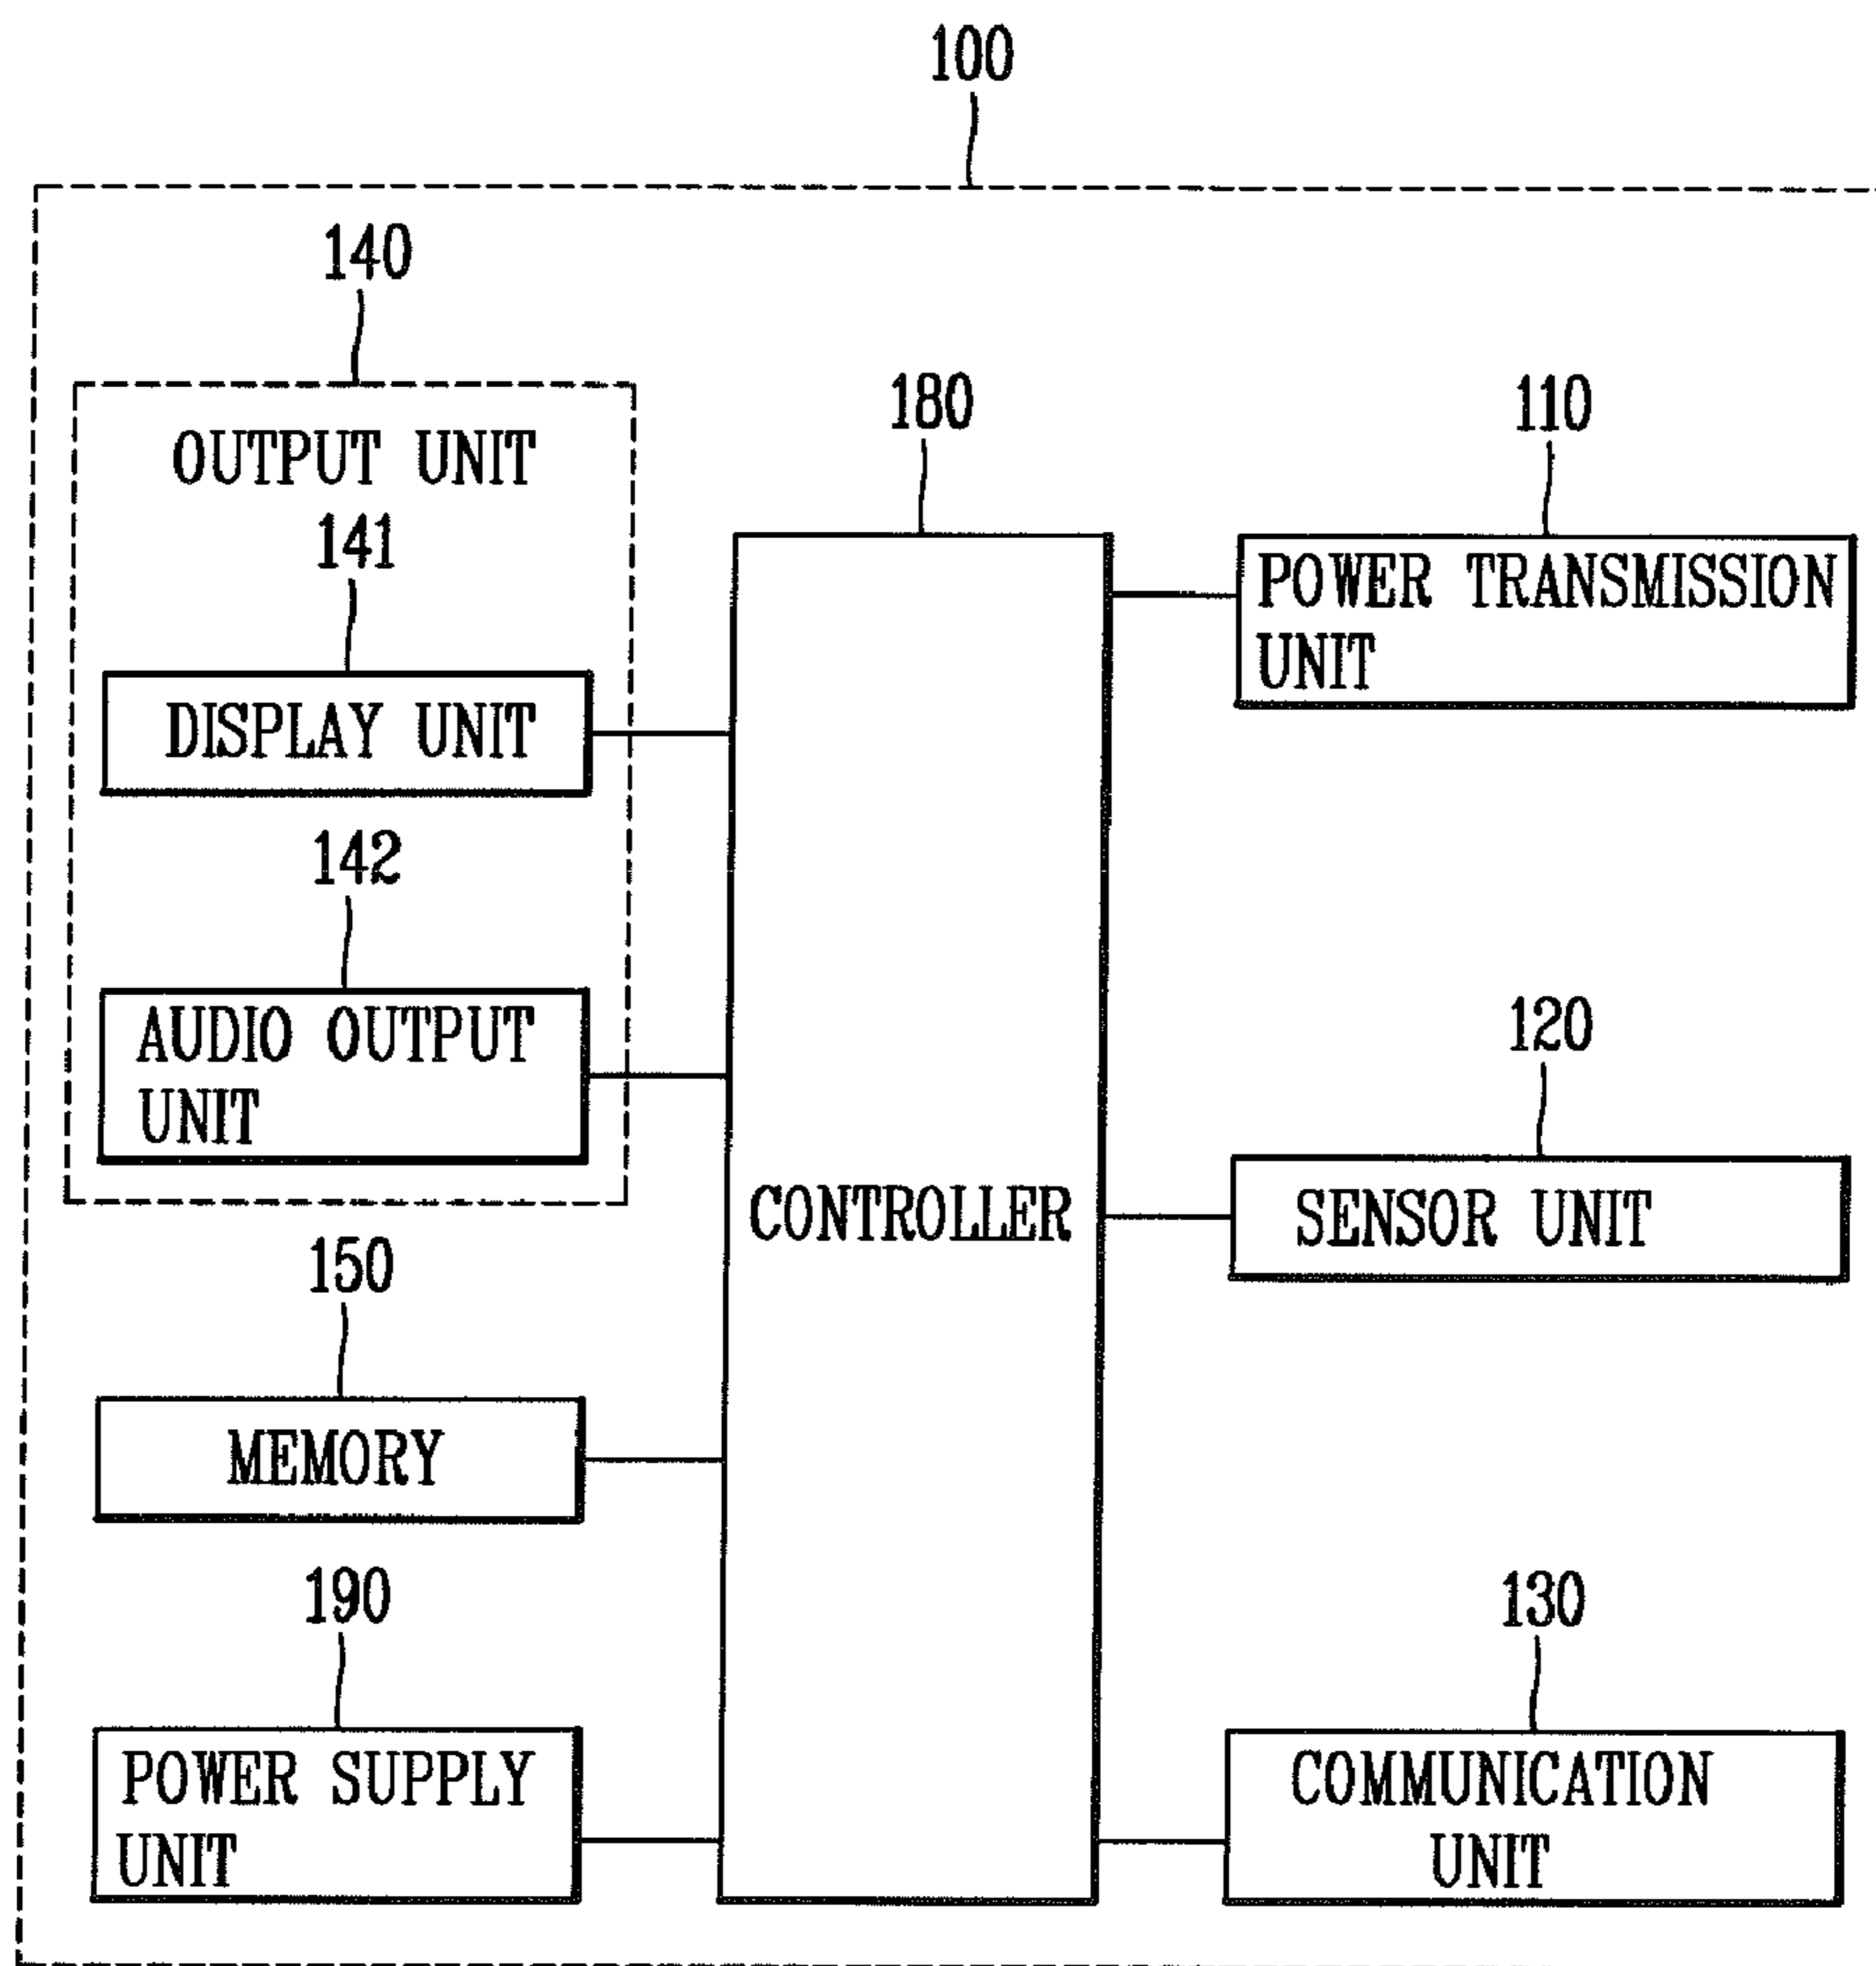 100
140
OUTPUT UNIT
141
DISPLAY UNIT
142
AUDIO OUTPUT
UNIT
150
MEMORY
190
POWER SUPPLY
UNIT
180
CONTROLLER
110
POWER TRANSMISSION
UNIT
120
SENSOR UNIT
130
COMMUNICATION
UNIT